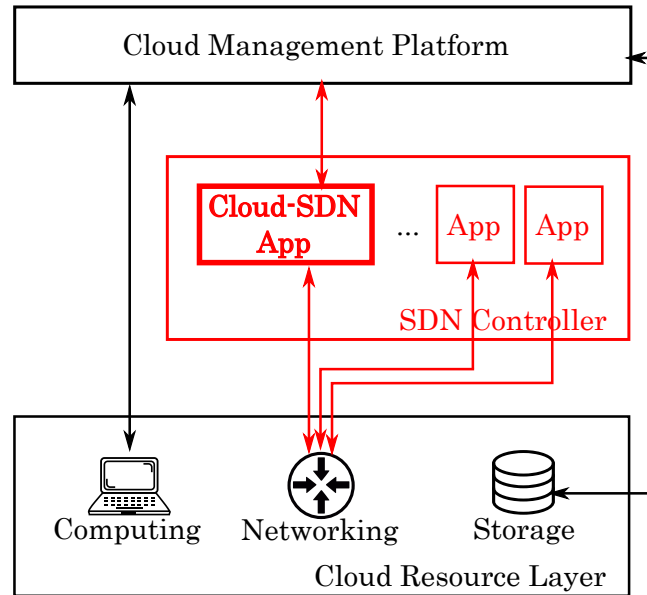 Cloud Management Platform
Cloud-SDN
App
...
App
App
SDN Controller
Computing
Networking
Storage
Cloud Resource Layer